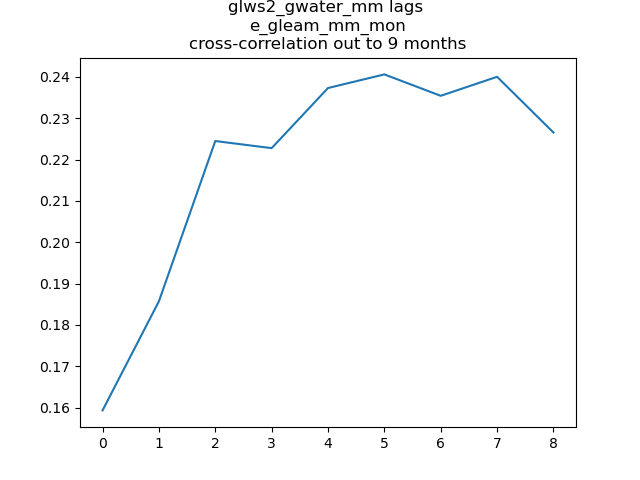 glws2_gwater_mm lags
e_gleam_mm_mon
cross-correlation out to 9 months
0.24
0.23
0.22
0.21
0.20
0.19
0.18
0.17
0.16
0 1 2 3 4 5 6 7 8